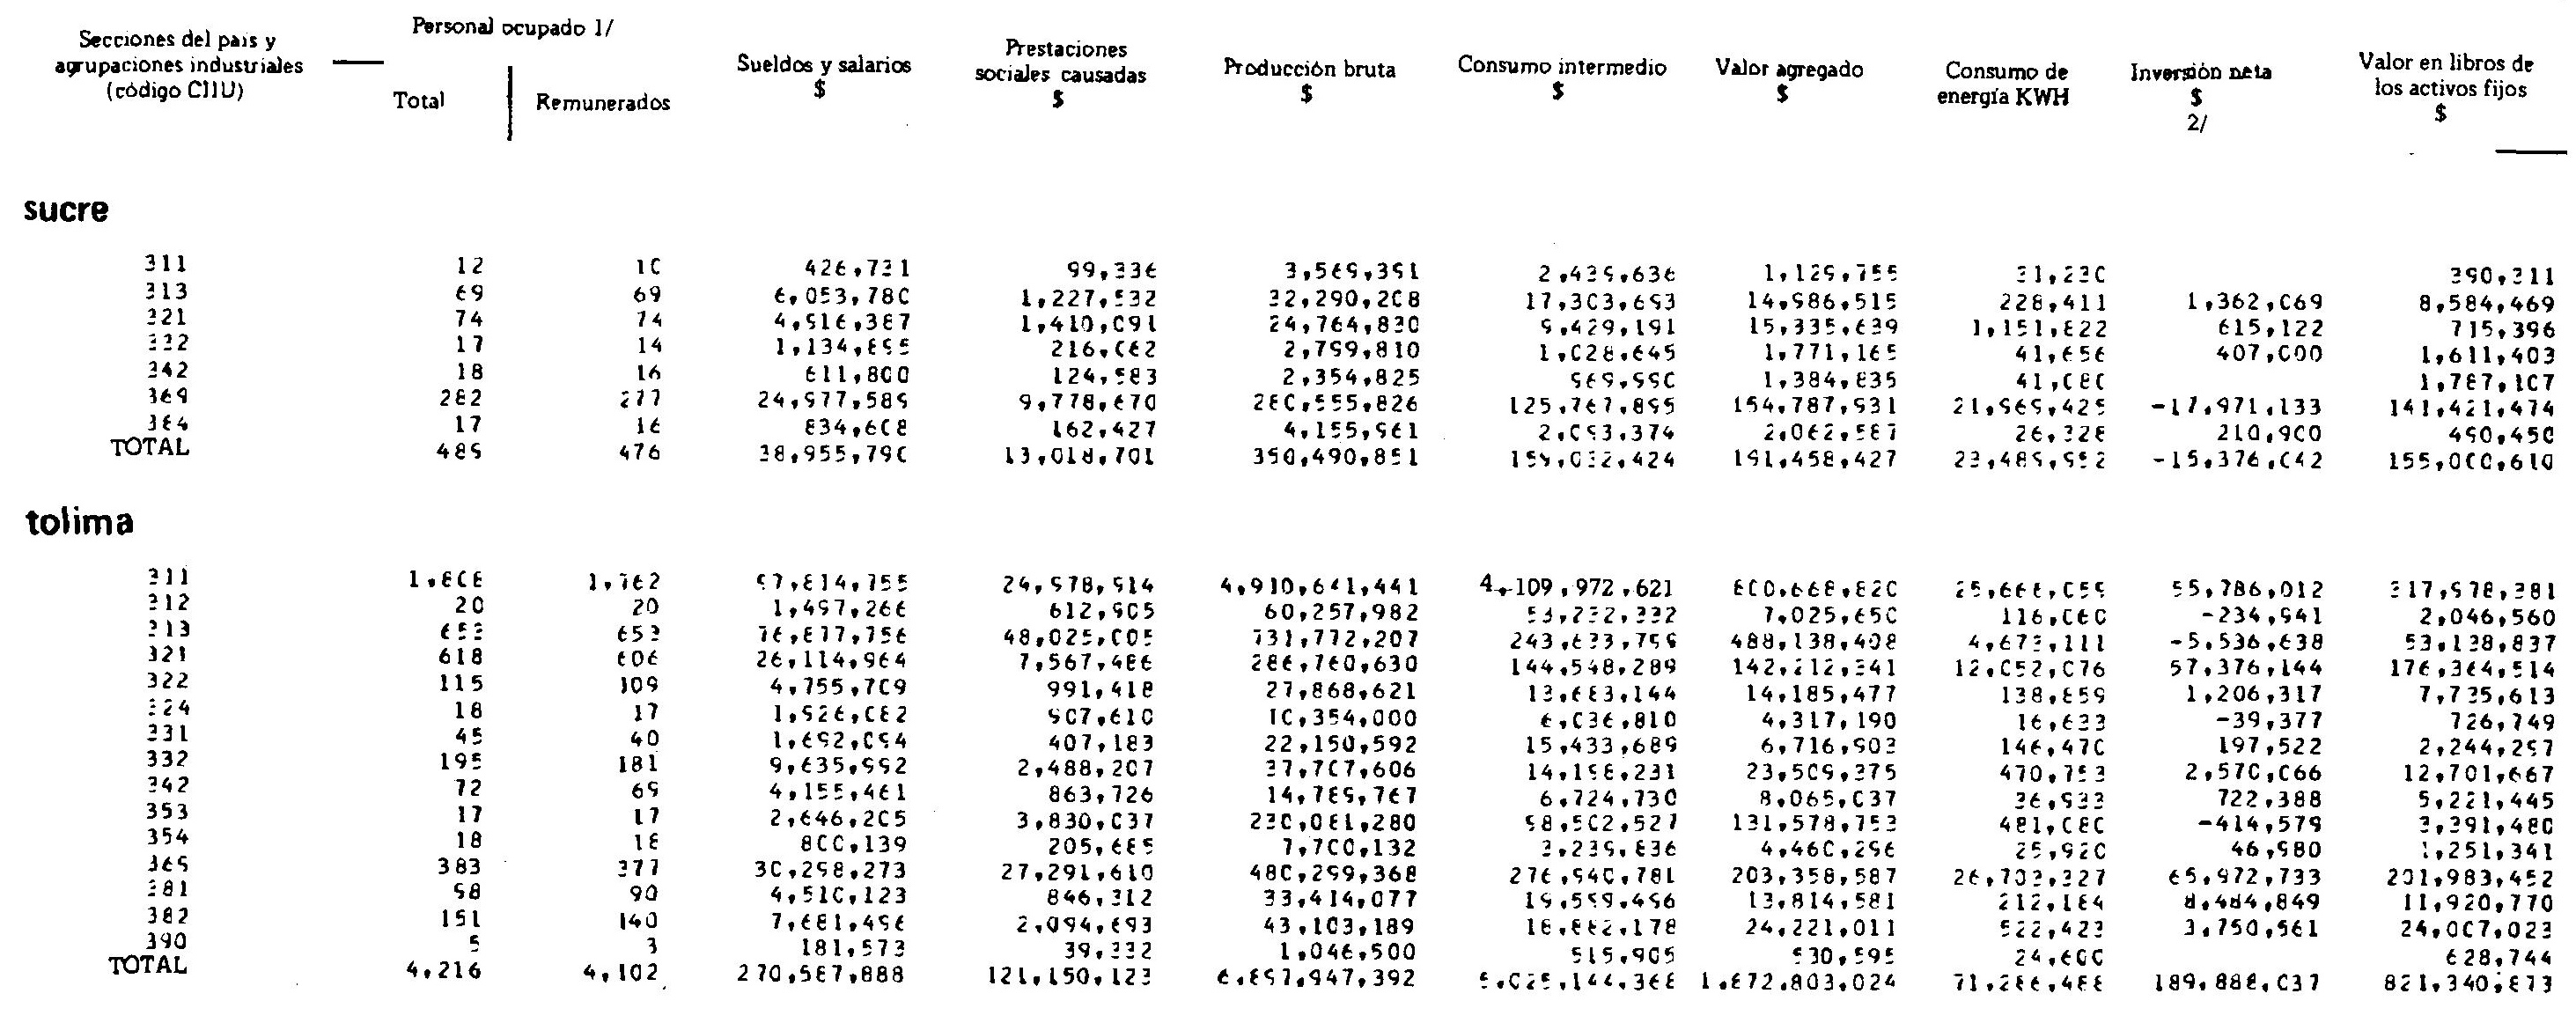 Secciones del país y agrupaciones industriales (código CIIU)
Personal ocupado 1/
Total
Remunerados
Sueldos y salarios $
Prestaciones sociales causadas $
Producción bruta $
Consumo intermedio $
Valor agregado $
Consumo de energía KWH
Inversión neta $ 2/
Valor en libros de los activos fijos $
sucre
311 12 10 426,731 99,336 3,569,391 2,439,636 1,129,755 31,230 390,311
313 69 69 6,053,780 1,227,532 32,290,208 17,303,693 14,986,515 228,411 1,362,069 8,584,469
321 74 74 4,916,387 1,410,091 24,764,830 9,429,191 15,335,639 1,151,822 615,122 715,396
332 17 14 1,134,895 216,062 2,799,810 1,028,645 1,771,165 41,656 407,000 1,611,403
342 18 16 611,800 124,583 2,354,825 969,990 1,384,835 41,080 1,787,107
369 282 277 24,977,589 9,778,670 280,555,826 125,767,895 154,787,931 21,969,425 -17,971,133 141,421,474
384 17 16 834,608 162,427 4,155,961 2,093,374 2,062,587 26,328 210,900 490,450
TOTAL 489 476 38,955,790 13,018,701 350,490,851 159,032,424 191,458,427 23,489,952 -15,376,042 155,000,610
tolima
311 1,808 1,762 97,814,755 24,978,914 4,910,641,441 4,109,972,621 800,668,820 25,666,059 55,786,012 317,978,381
312 20 20 1,497,266 612,905 60,257,982 53,232,332 7,025,650 116,060 -234,941 2,046,560
313 653 653 76,877,756 48,025,005 731,772,207 243,633,799 488,138,408 4,673,111 -5,536,638 53,138,837
321 618 606 26,114,964 7,567,486 286,760,630 144,548,289 142,212,341 12,052,076 57,376,144 176,364,514
322 115 109 4,755,709 991,418 27,868,621 13,683,144 14,185,477 138,859 1,206,317 7,735,613
324 18 17 1,926,082 907,610 10,354,000 6,036,810 4,317,190 16,633 -39,377 726,749
331 45 40 1,692,094 407,183 22,150,592 15,433,689 6,716,903 146,470 197,522 2,244,297
332 195 181 9,635,992 2,488,207 37,707,606 14,198,231 23,509,375 470,753 2,570,066 12,701,667
342 72 69 4,155,461 863,726 14,789,767 6,724,730 8,065,037 36,933 722,388 5,221,445
353 17 17 2,646,205 3,830,037 230,081,280 98,502,527 131,578,753 481,080 -414,579 3,391,480
354 18 18 800,139 205,685 7,700,132 3,239,836 4,460,296 25,920 46,980 1,251,341
369 383 377 30,298,273 27,291,610 480,299,368 276,940,781 203,358,587 26,703,327 65,972,733 201,983,452
381 98 90 4,510,123 846,312 33,414,077 19,599,496 13,814,581 212,184 8,484,849 11,920,770
382 151 140 7,681,496 2,094,693 43,103,189 18,882,178 24,221,011 522,423 3,750,561 24,007,023
390 5 3 181,573 39,332 1,046,500 515,905 530,595 24,600 628,744
TOTAL 4,216 4,102 270,587,888 121,150,123 6,897,947,392 5,025,144,368 1,872,803,024 71,286,488 189,888,037 821,340,873